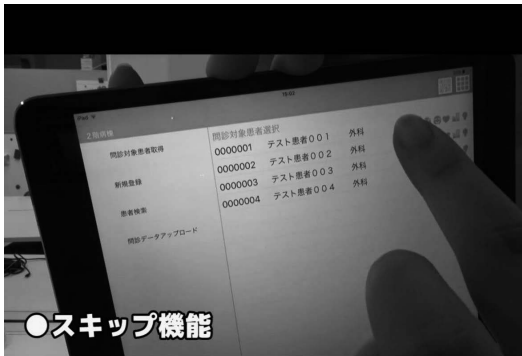 iPad
16:02
2階病棟
問診対象患者取得
新規登録
患者検索
問診データアップロード
問診対象患者選択
0000001 テスト患者001 外科
0000002 テスト患者002 外科
0000003 テスト患者003 外科
0000004 テスト患者004 外科
●スキップ機能